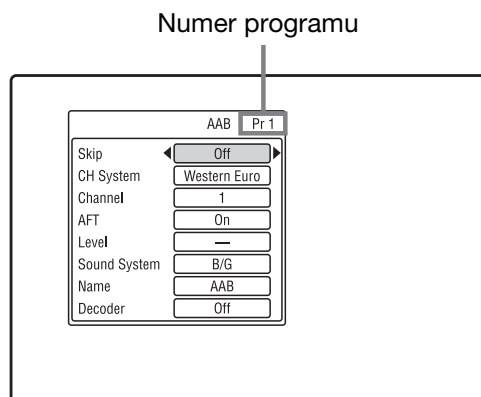 Numer programu
AAB Pr 1
Skip Off
CH System Western Euro
Channel 1
AFT On
Level —
Sound System B/G
Name AAB
Decoder Off